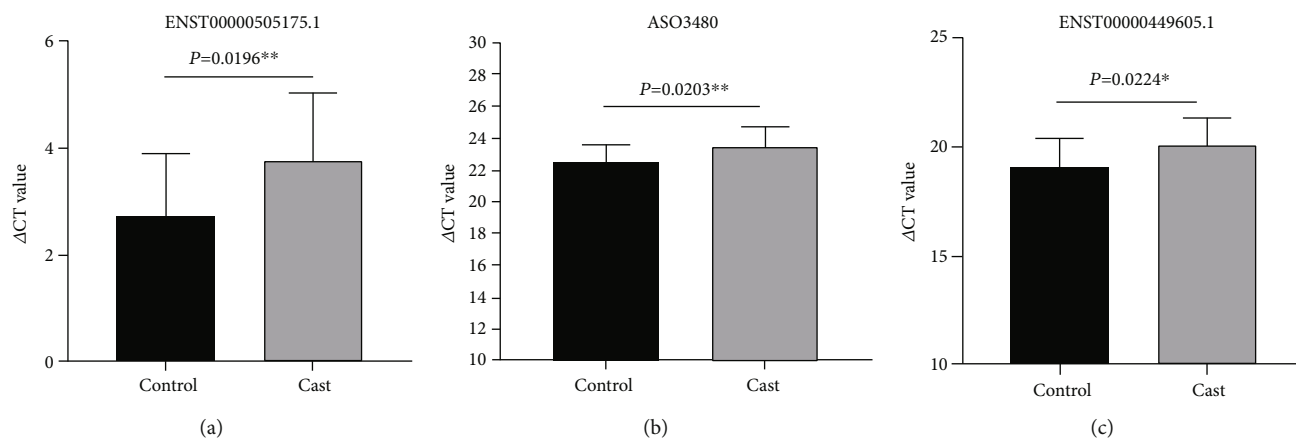 ENST00000505175.1
P=0.0196**
ΔCT value
6
4
2
0
Control
Cast
(a)
ASO3480
P=0.0203**
ΔCT value
30
28
26
24
22
20
18
16
14
12
10
Control
Cast
(b)
ENST00000449605.1
P=0.0224*
ΔCT value
25
20
15
10
Control
Cast
(c)